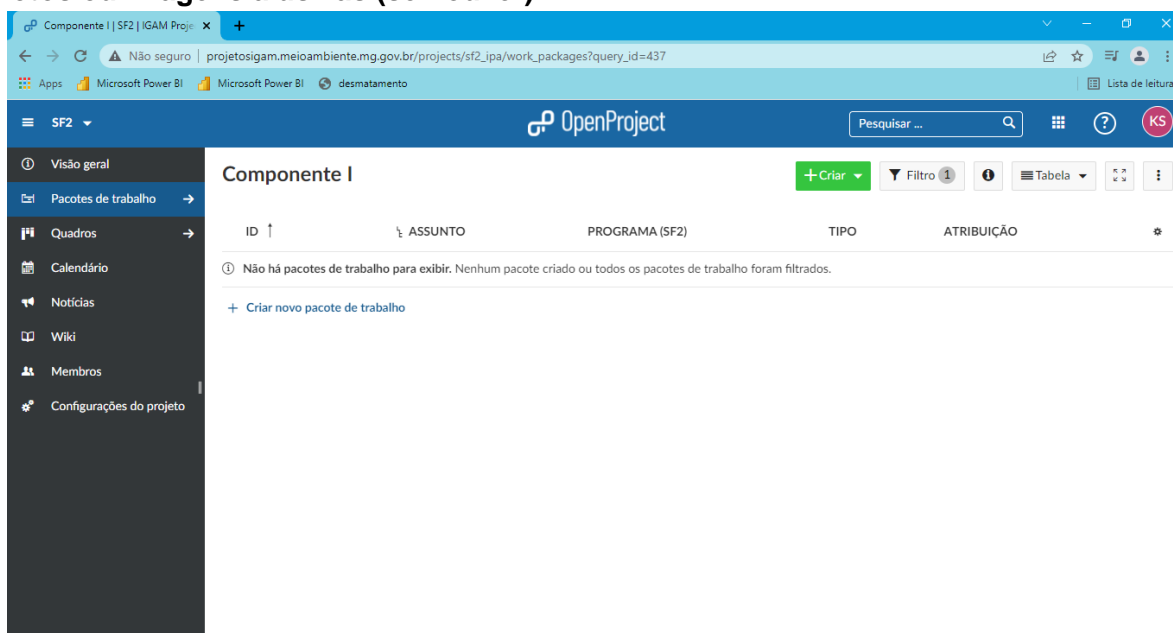 Componente I | SF2 | IGAM Proje
Não seguro | projetosigam.meioambiente.mg.gov.br/projects/sf2_ipa/work_packages?query_id=437
Apps Microsoft Power BI Microsoft Power BI desmatamento Lista de leitura
SF2 OpenProject Pesquisar ... KS
Visão geral
Componente I Criar Filtro 1 Tabela
Pacotes de trabalho
Quadros
ID ASSUNTO PROGRAMA (SF2) TIPO ATRIBUIÇÃO
Calendário
Não há pacotes de trabalho para exibir. Nenhum pacote criado ou todos os pacotes de trabalho foram filtrados.
Notícias
+ Criar novo pacote de trabalho
Wiki
Membros
Configurações do projeto